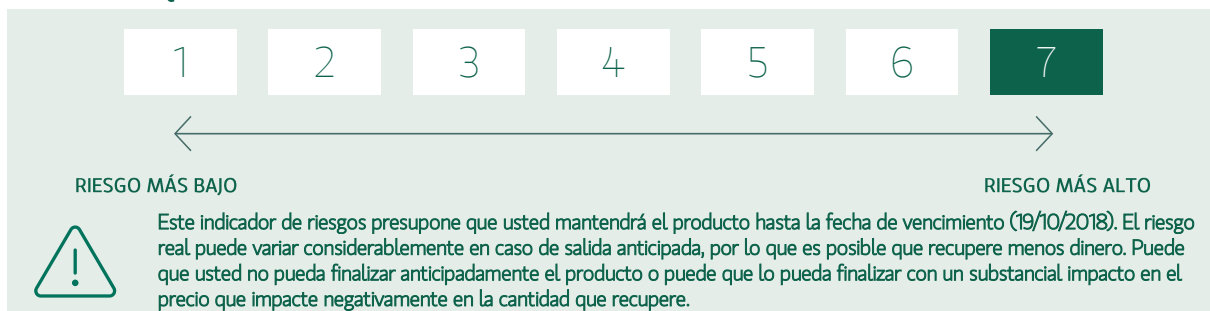 1 2 3 4 5 6 7
RIESGO MÁS BAJO RIESGO MÁS ALTO
Este indicador de riesgos presupone que usted mantendrá el producto hasta la fecha de vencimiento (19/10/2018). El riesgo
real puede variar considerablemente en caso de salida anticipada, por lo que es posible que recupere menos dinero. Puede
que usted no pueda finalizar anticipadamente el producto o puede que lo pueda finalizar con un substancial impacto en el
precio que impacte negativamente en la cantidad que recupere.